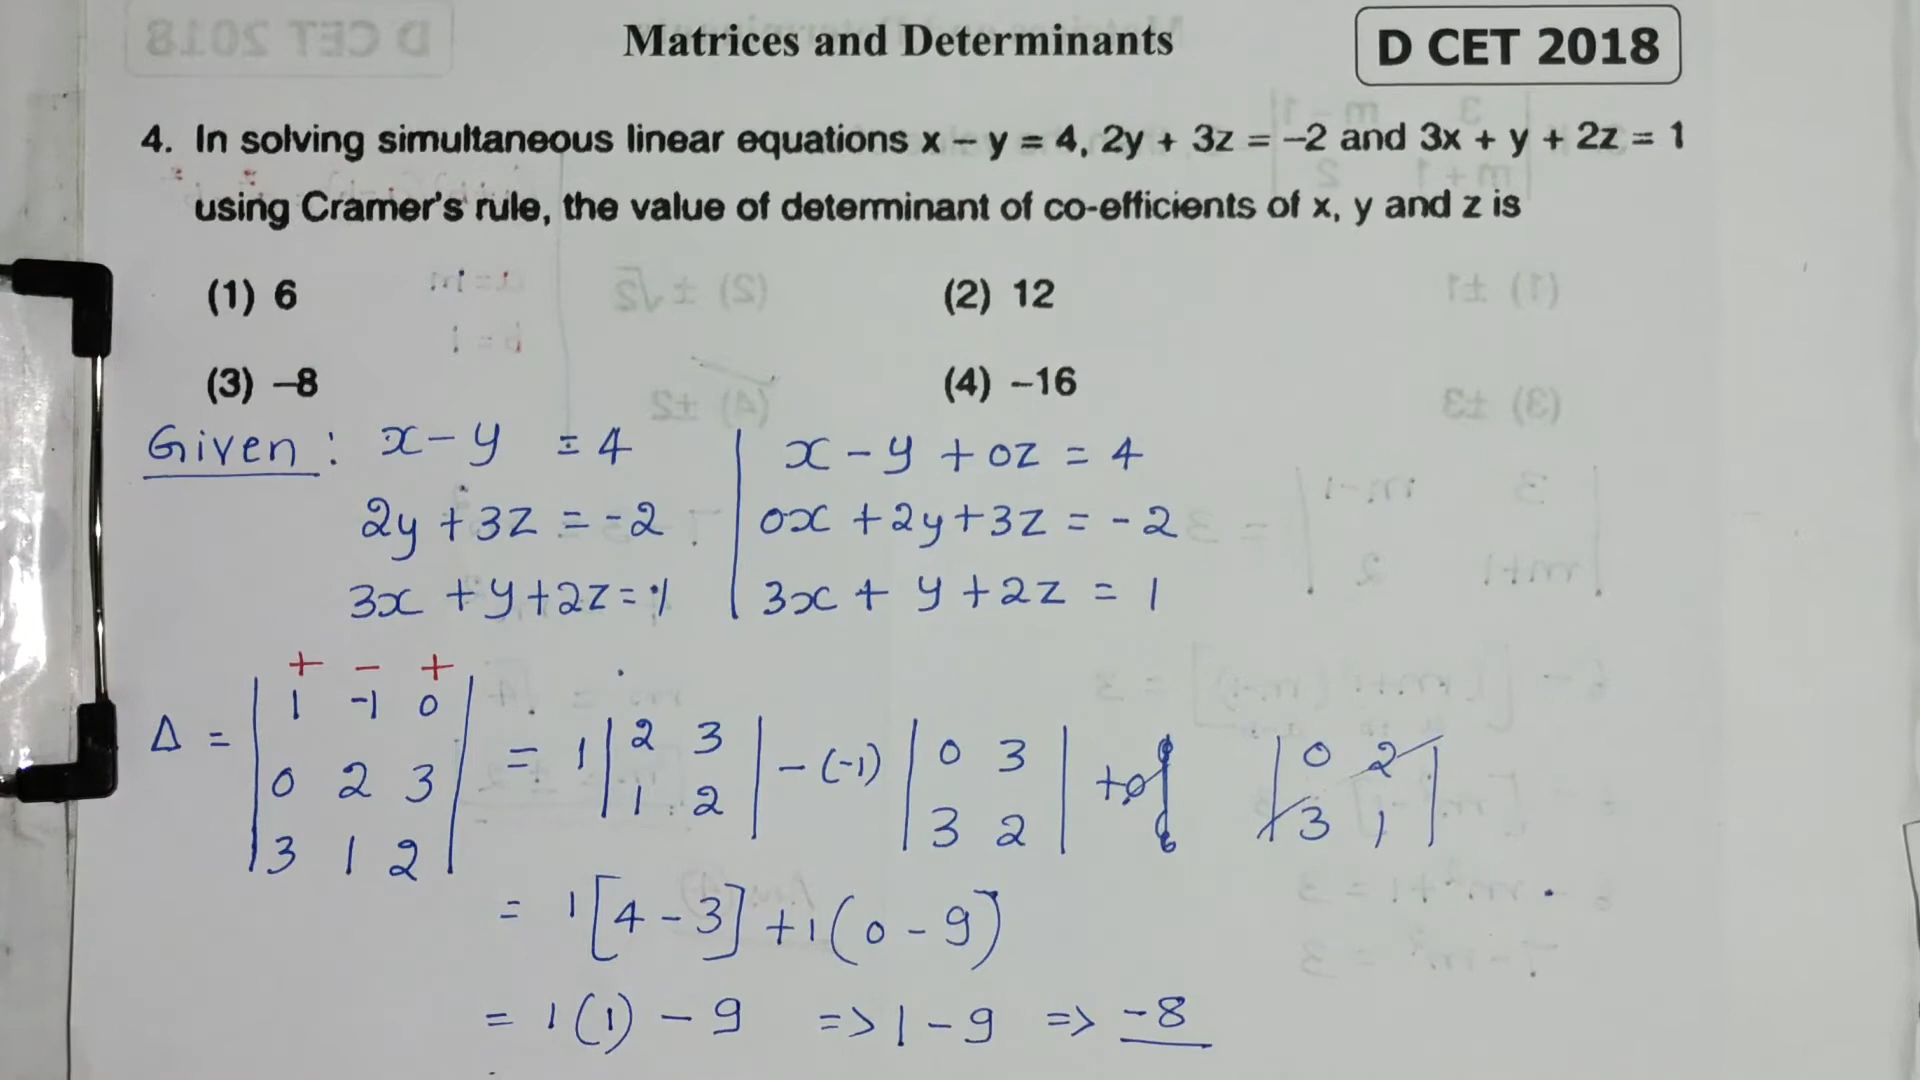 Matrices and Determinants
D CET 2018
4. In solving simultaneous linear equations x – y = 4, 2y + 3z = –2 and 3x + y + 2z = 1
using Cramer's rule, the value of determinant of co-efficients of x, y and z is
(1) 6 (2) 12
(3) –8 (4) –16
Given : x - y = 4 | x - y + 0z = 4
2y + 3z = -2 | 0x + 2y + 3z = -2
3x + y + 2z = 1 | 3x + y + 2z = 1
+ - +
Δ = | 1 -1 0 | = 1 | 2 3 | - (-1) | 0 3 | + 0 | 0 2 |
| 0 2 3 | | 1 2 | | 3 2 | | 3 1 |
| 3 1 2 |
= 1 [4 - 3] + 1 (0 - 9)
= 1 (1) - 9 => 1 - 9 => -8